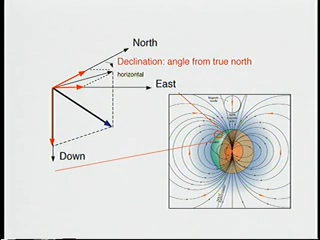 North
Declination: angle from true north
horizontal
East
Down